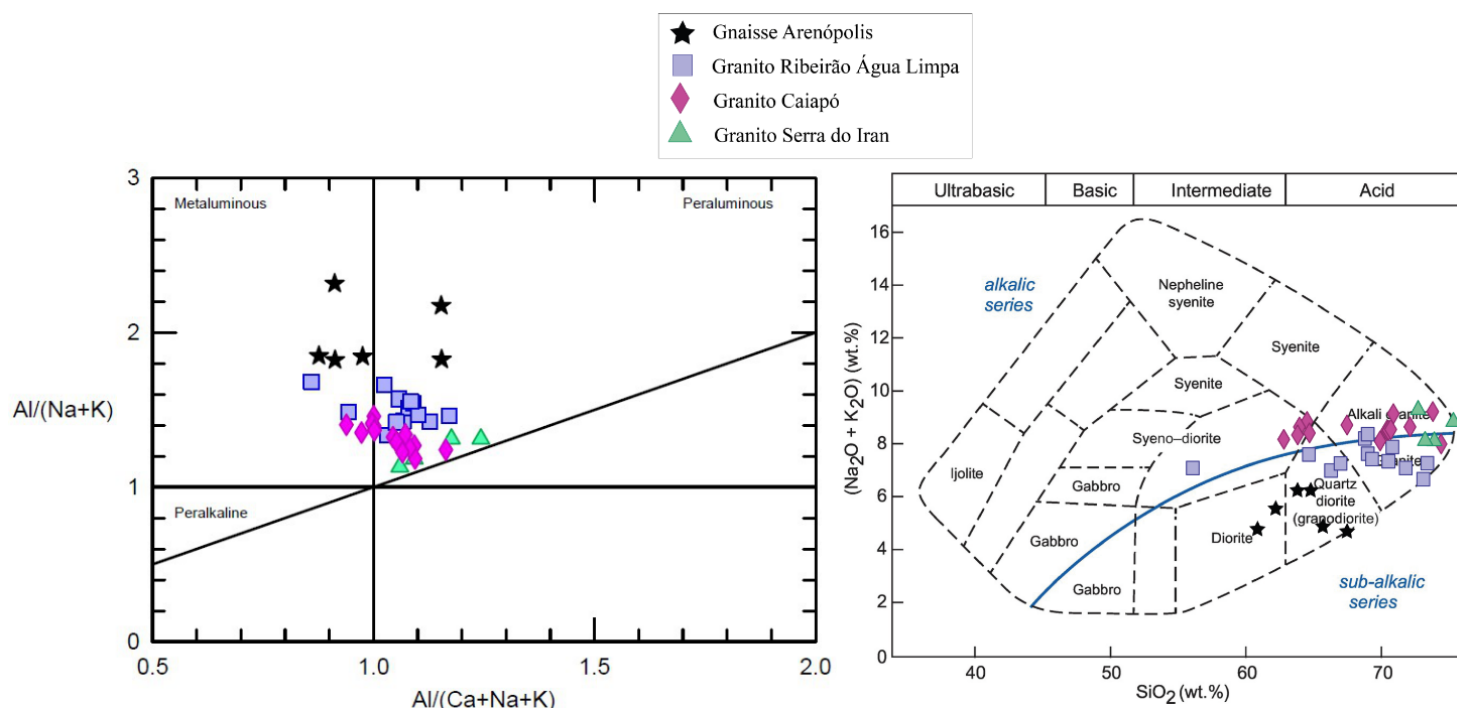 Gnaisse Arenópolis
Granito Ribeirão Água Limpa
Granito Caiapó
Granito Serra do Iran
3
2
1
0
Metaluminous
Peraluminous
Peralkaline
Al/(Na+K)
0.5
1.0
1.5
2.0
Al/(Ca+Na+K)
Ultrabasic
Basic
Intermediate
Acid
16
14
12
10
8
6
4
2
0
(Na2O + K2O) (wt.%)
alkalic
series
Nepheline
syenite
Syenite
Syenite
Alkali granite
Syeno–diorite
Ijolite
Gabbro
Quartz
diorite
(granodiorite)
Gabbro
Diorite
Gabbro
sub-alkalic
series
40
50
60
70
SiO2 (wt.%)